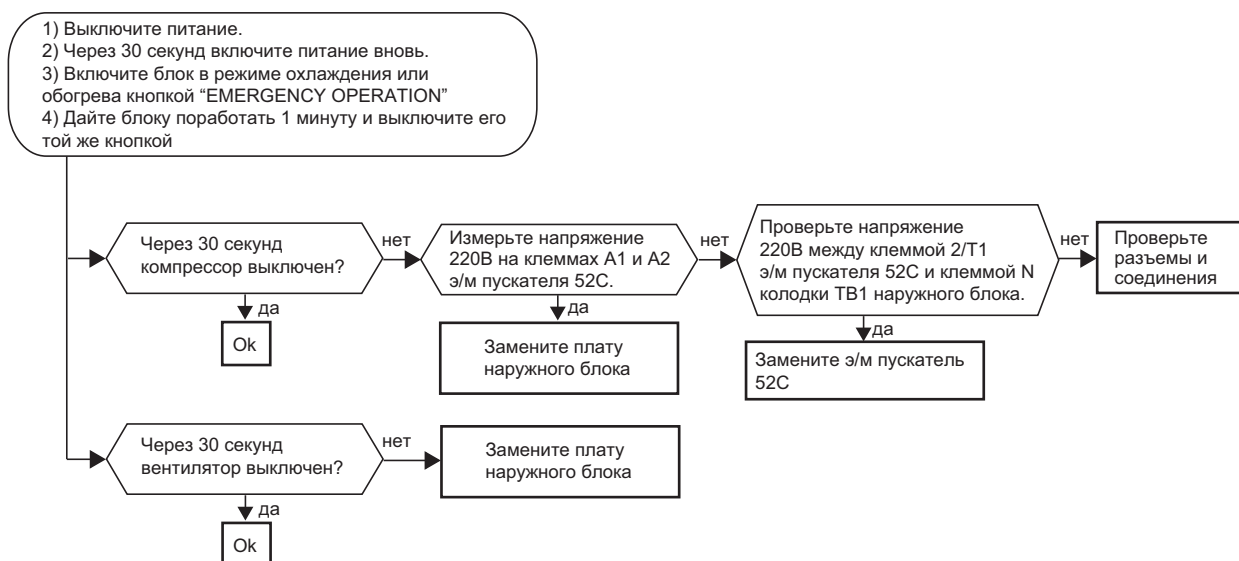 1) Выключите питание.
2) Через 30 секунд включите питание вновь.
3) Включите блок в режиме охлаждения или
обогрева кнопкой “EMERGENCY OPERATION”
4) Дайте блоку поработать 1 минуту и выключите его
той же кнопкой
Через 30 секунд
компрессор выключен?
нет
да
Ok
Измерьте напряжение
220В на клеммах А1 и А2
э/м пускателя 52С.
нет
да
Замените плату
наружного блока
Проверьте напряжение
220В между клеммой 2/Т1
э/м пускателя 52С и клеммой N
колодки ТВ1 наружного блока.
нет
да
Замените э/м пускатель
52С
Проверьте
разъемы и
соединения
Через 30 секунд
вентилятор выключен?
нет
да
Ok
Замените плату
наружного блока